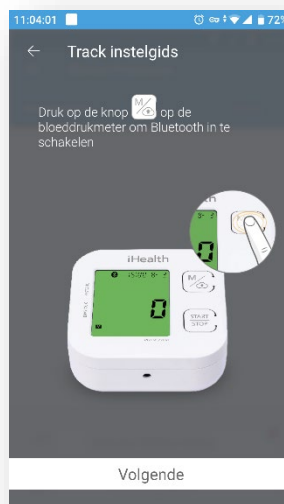 11:04:01 72%
Track instelgids
Druk op de knop M/ op de
bloeddrukmeter om Bluetooth in te
schakelen
iHealth
0
M/
START
STOP
0
Volgende